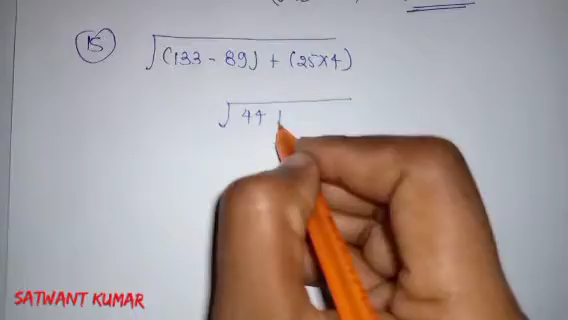 15 √(133 - 89) + (25×4)
√44
SATWANT KUMAR